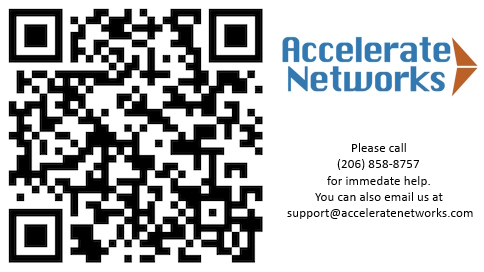 Accelerate
Networks
Please call
(206) 858-8757
for immedate help.
You can also email us at
support@acceleratenetworks.com